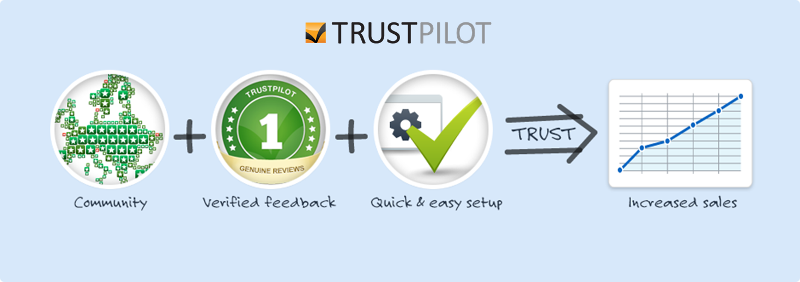 TRUSTPILOT
TRUSTPILOT
1
GENUINE REVIEWS
TRUST
Community
Verified feedback
Quick & easy setup
Increased sales